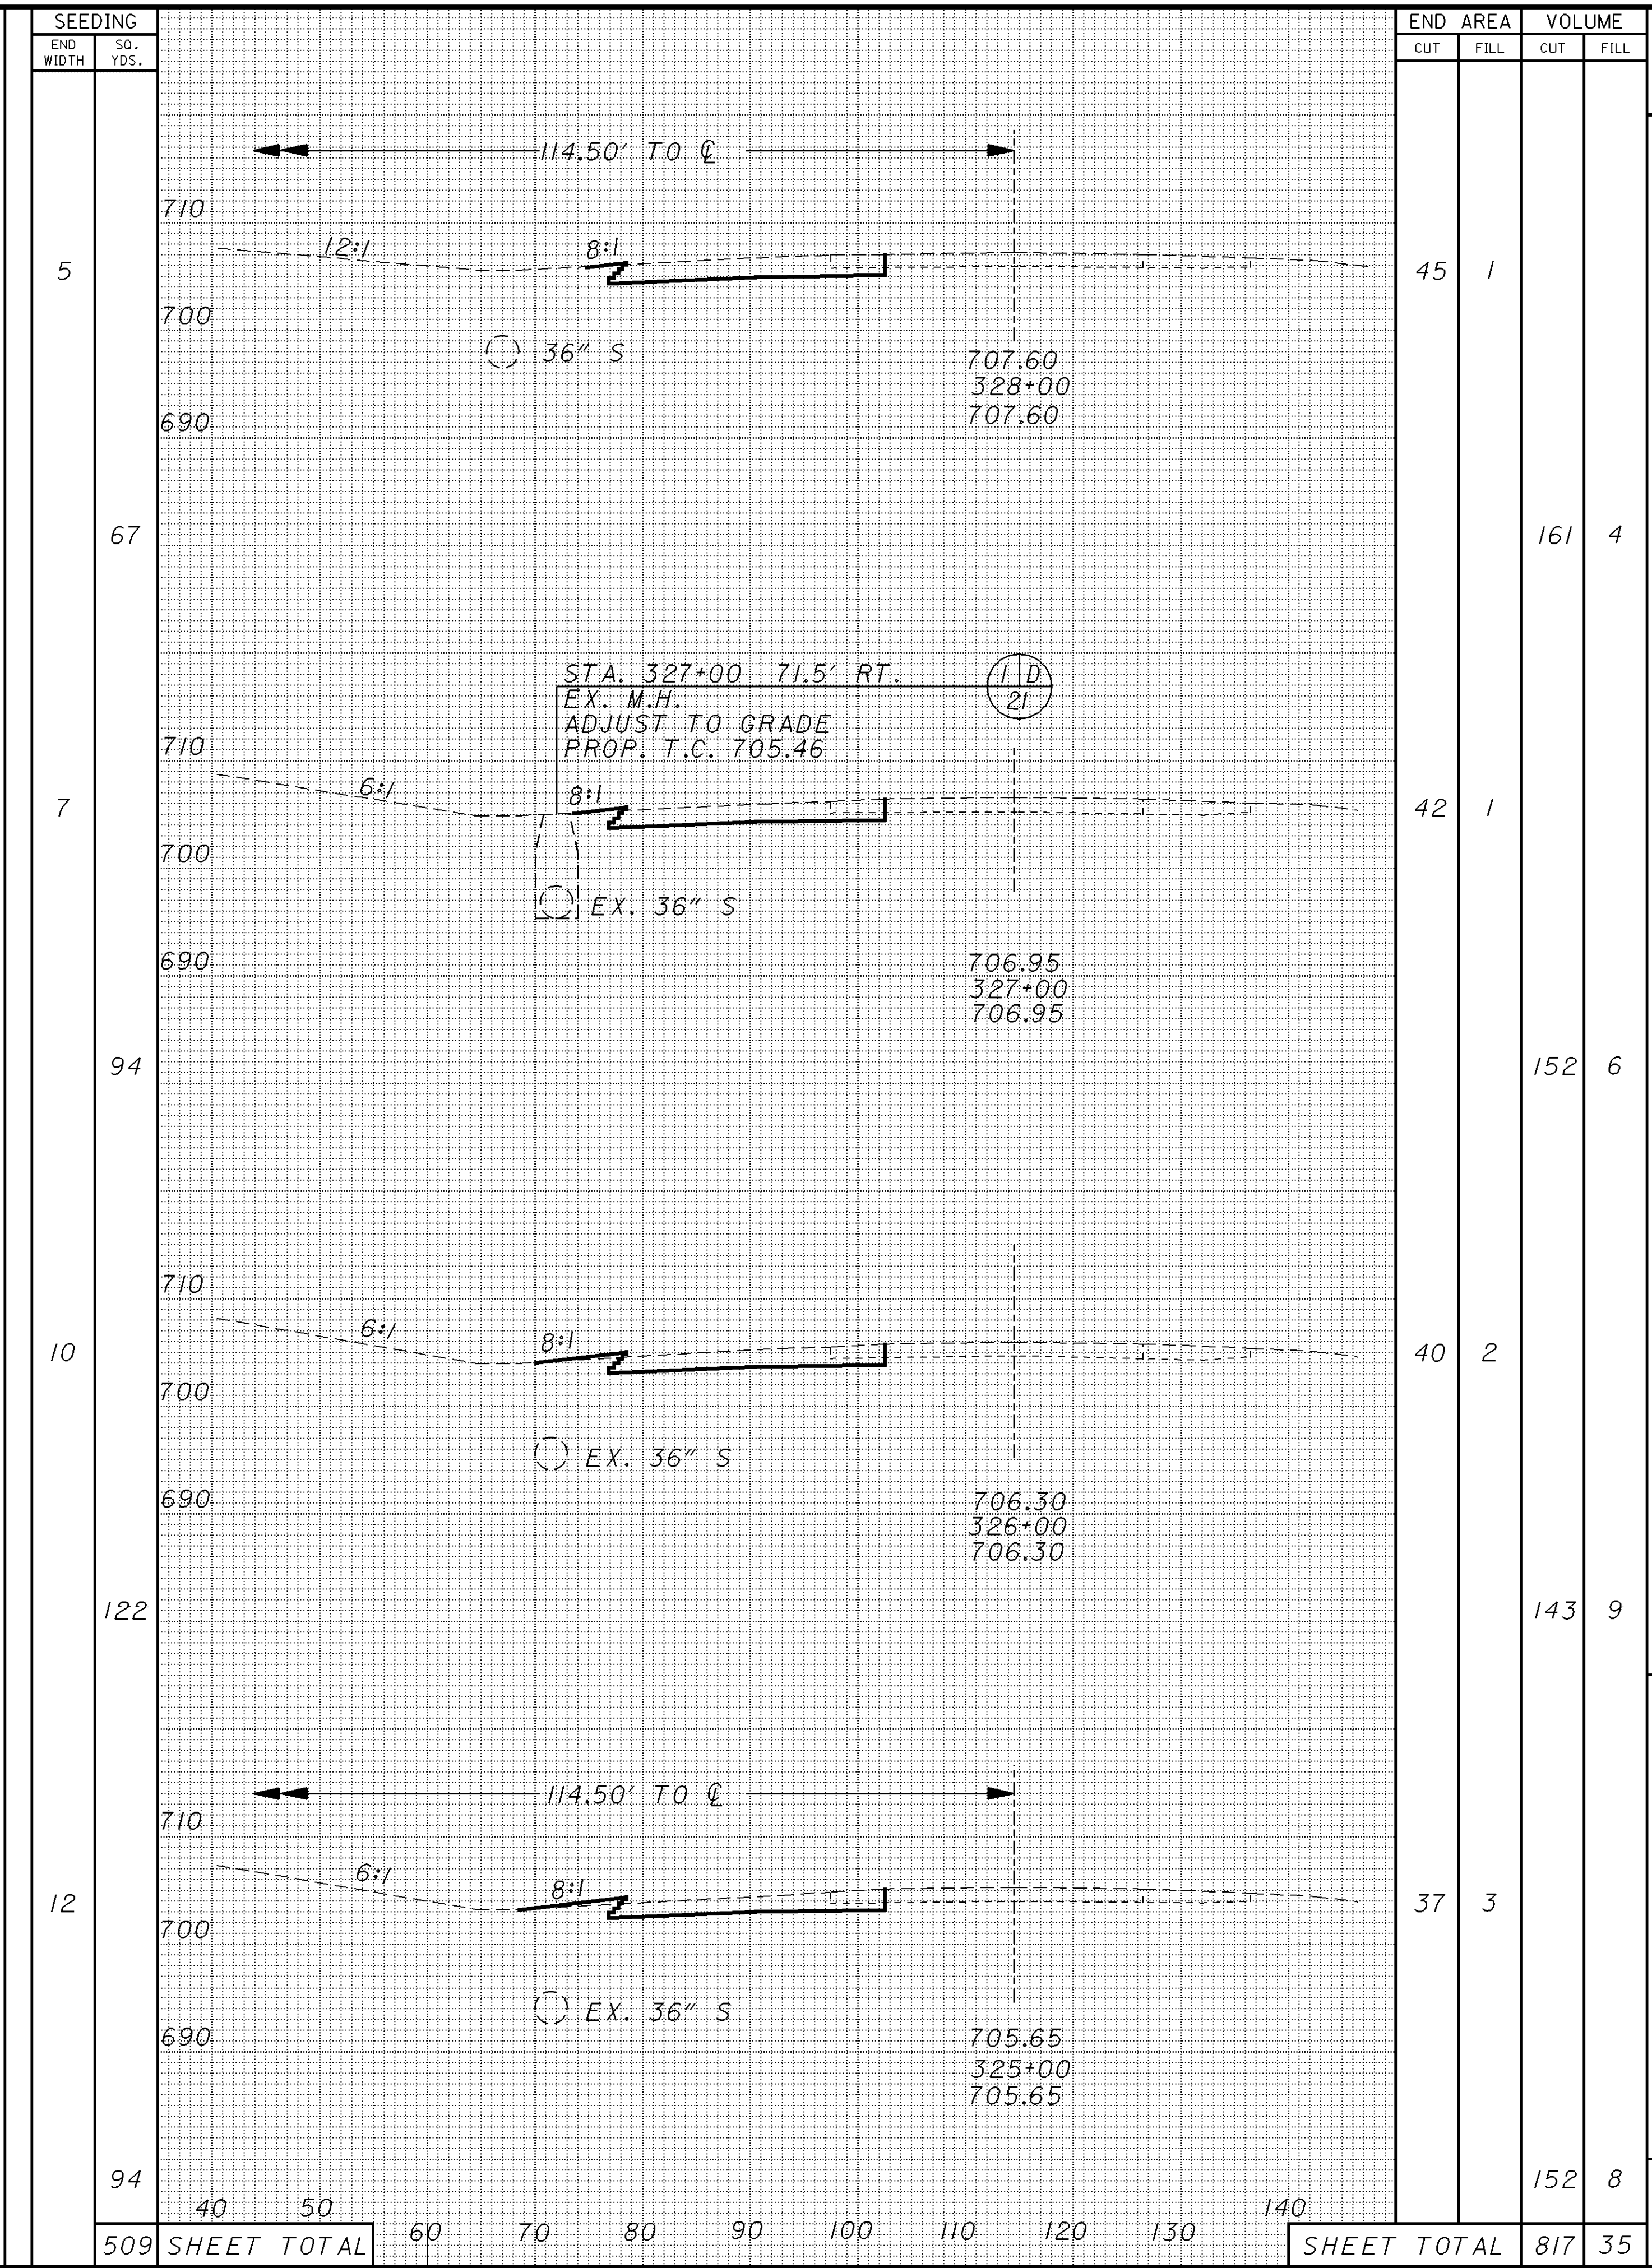 SEEDING
END WIDTH
SQ. YDS.
END AREA
VOLUME
CUT
FILL
CUT
FILL
114.50' TO ℄
710
12:1
8:1
5
45
1
700
36" S
707.60
328+00
707.60
690
67
161
4
STA. 327+00 71.5' RT.
1 D
21
EX. M.H.
ADJUST TO GRADE
PROP. T.C. 705.46
710
6:1
8:1
7
42
1
700
EX. 36" S
690
706.95
327+00
706.95
94
152
6
710
6:1
8:1
10
40
2
700
EX. 36" S
690
706.30
326+00
706.30
122
143
9
114.50' TO ℄
710
6:1
8:1
12
37
3
700
EX. 36" S
690
705.65
325+00
705.65
94
152
8
40 50 60 70 80 90 100 110 120 130 140
509 SHEET TOTAL
SHEET TOTAL 817 35